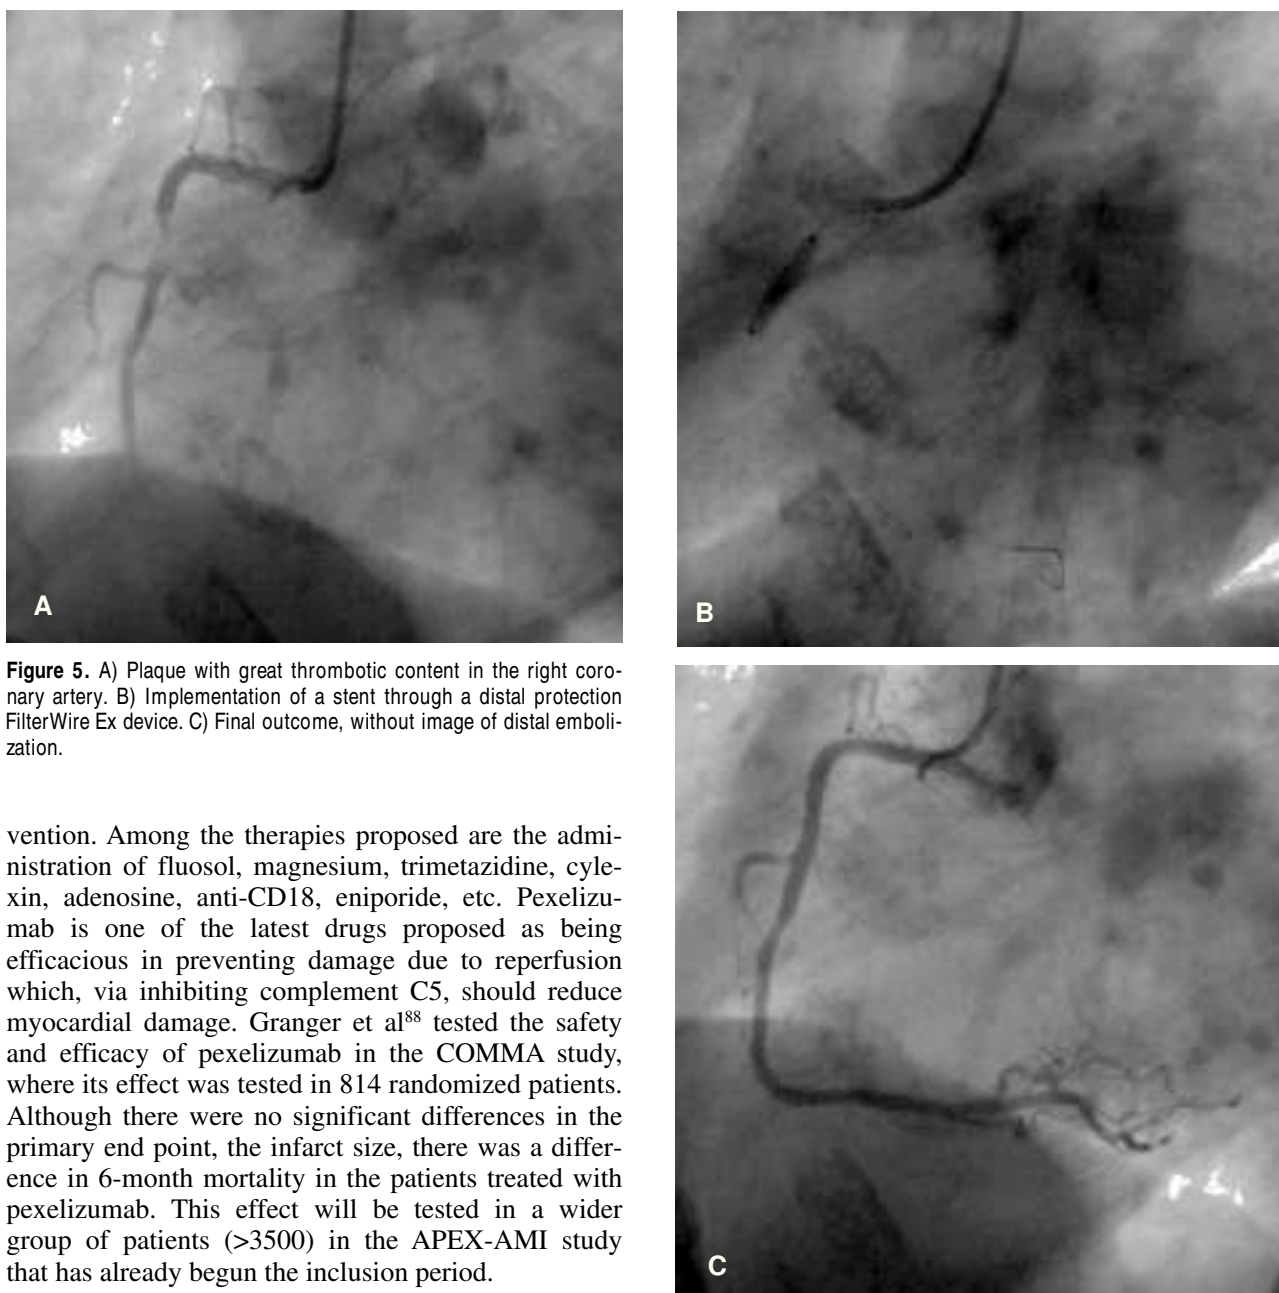 A
B
Figure 5. A) Plaque with great thrombotic content in the right coro-
nary artery. B) Implementation of a stent through a distal protection
FilterWire Ex device. C) Final outcome, without image of distal emboli-
zation.
vention. Among the therapies proposed are the admi-
nistration of fluosol, magnesium, trimetazidine, cyle-
xin, adenosine, anti-CD18, eniporide, etc. Pexelizu-
mab is one of the latest drugs proposed as being
efficacious in preventing damage due to reperfusion
which, via inhibiting complement C5, should reduce
myocardial damage. Granger et al88 tested the safety
and efficacy of pexelizumab in the COMMA study,
where its effect was tested in 814 randomized patients.
Although there were no significant differences in the
primary end point, the infarct size, there was a differ-
ence in 6-month mortality in the patients treated with
pexelizumab. This effect will be tested in a wider
group of patients (>3500) in the APEX-AMI study
that has already begun the inclusion period.
C